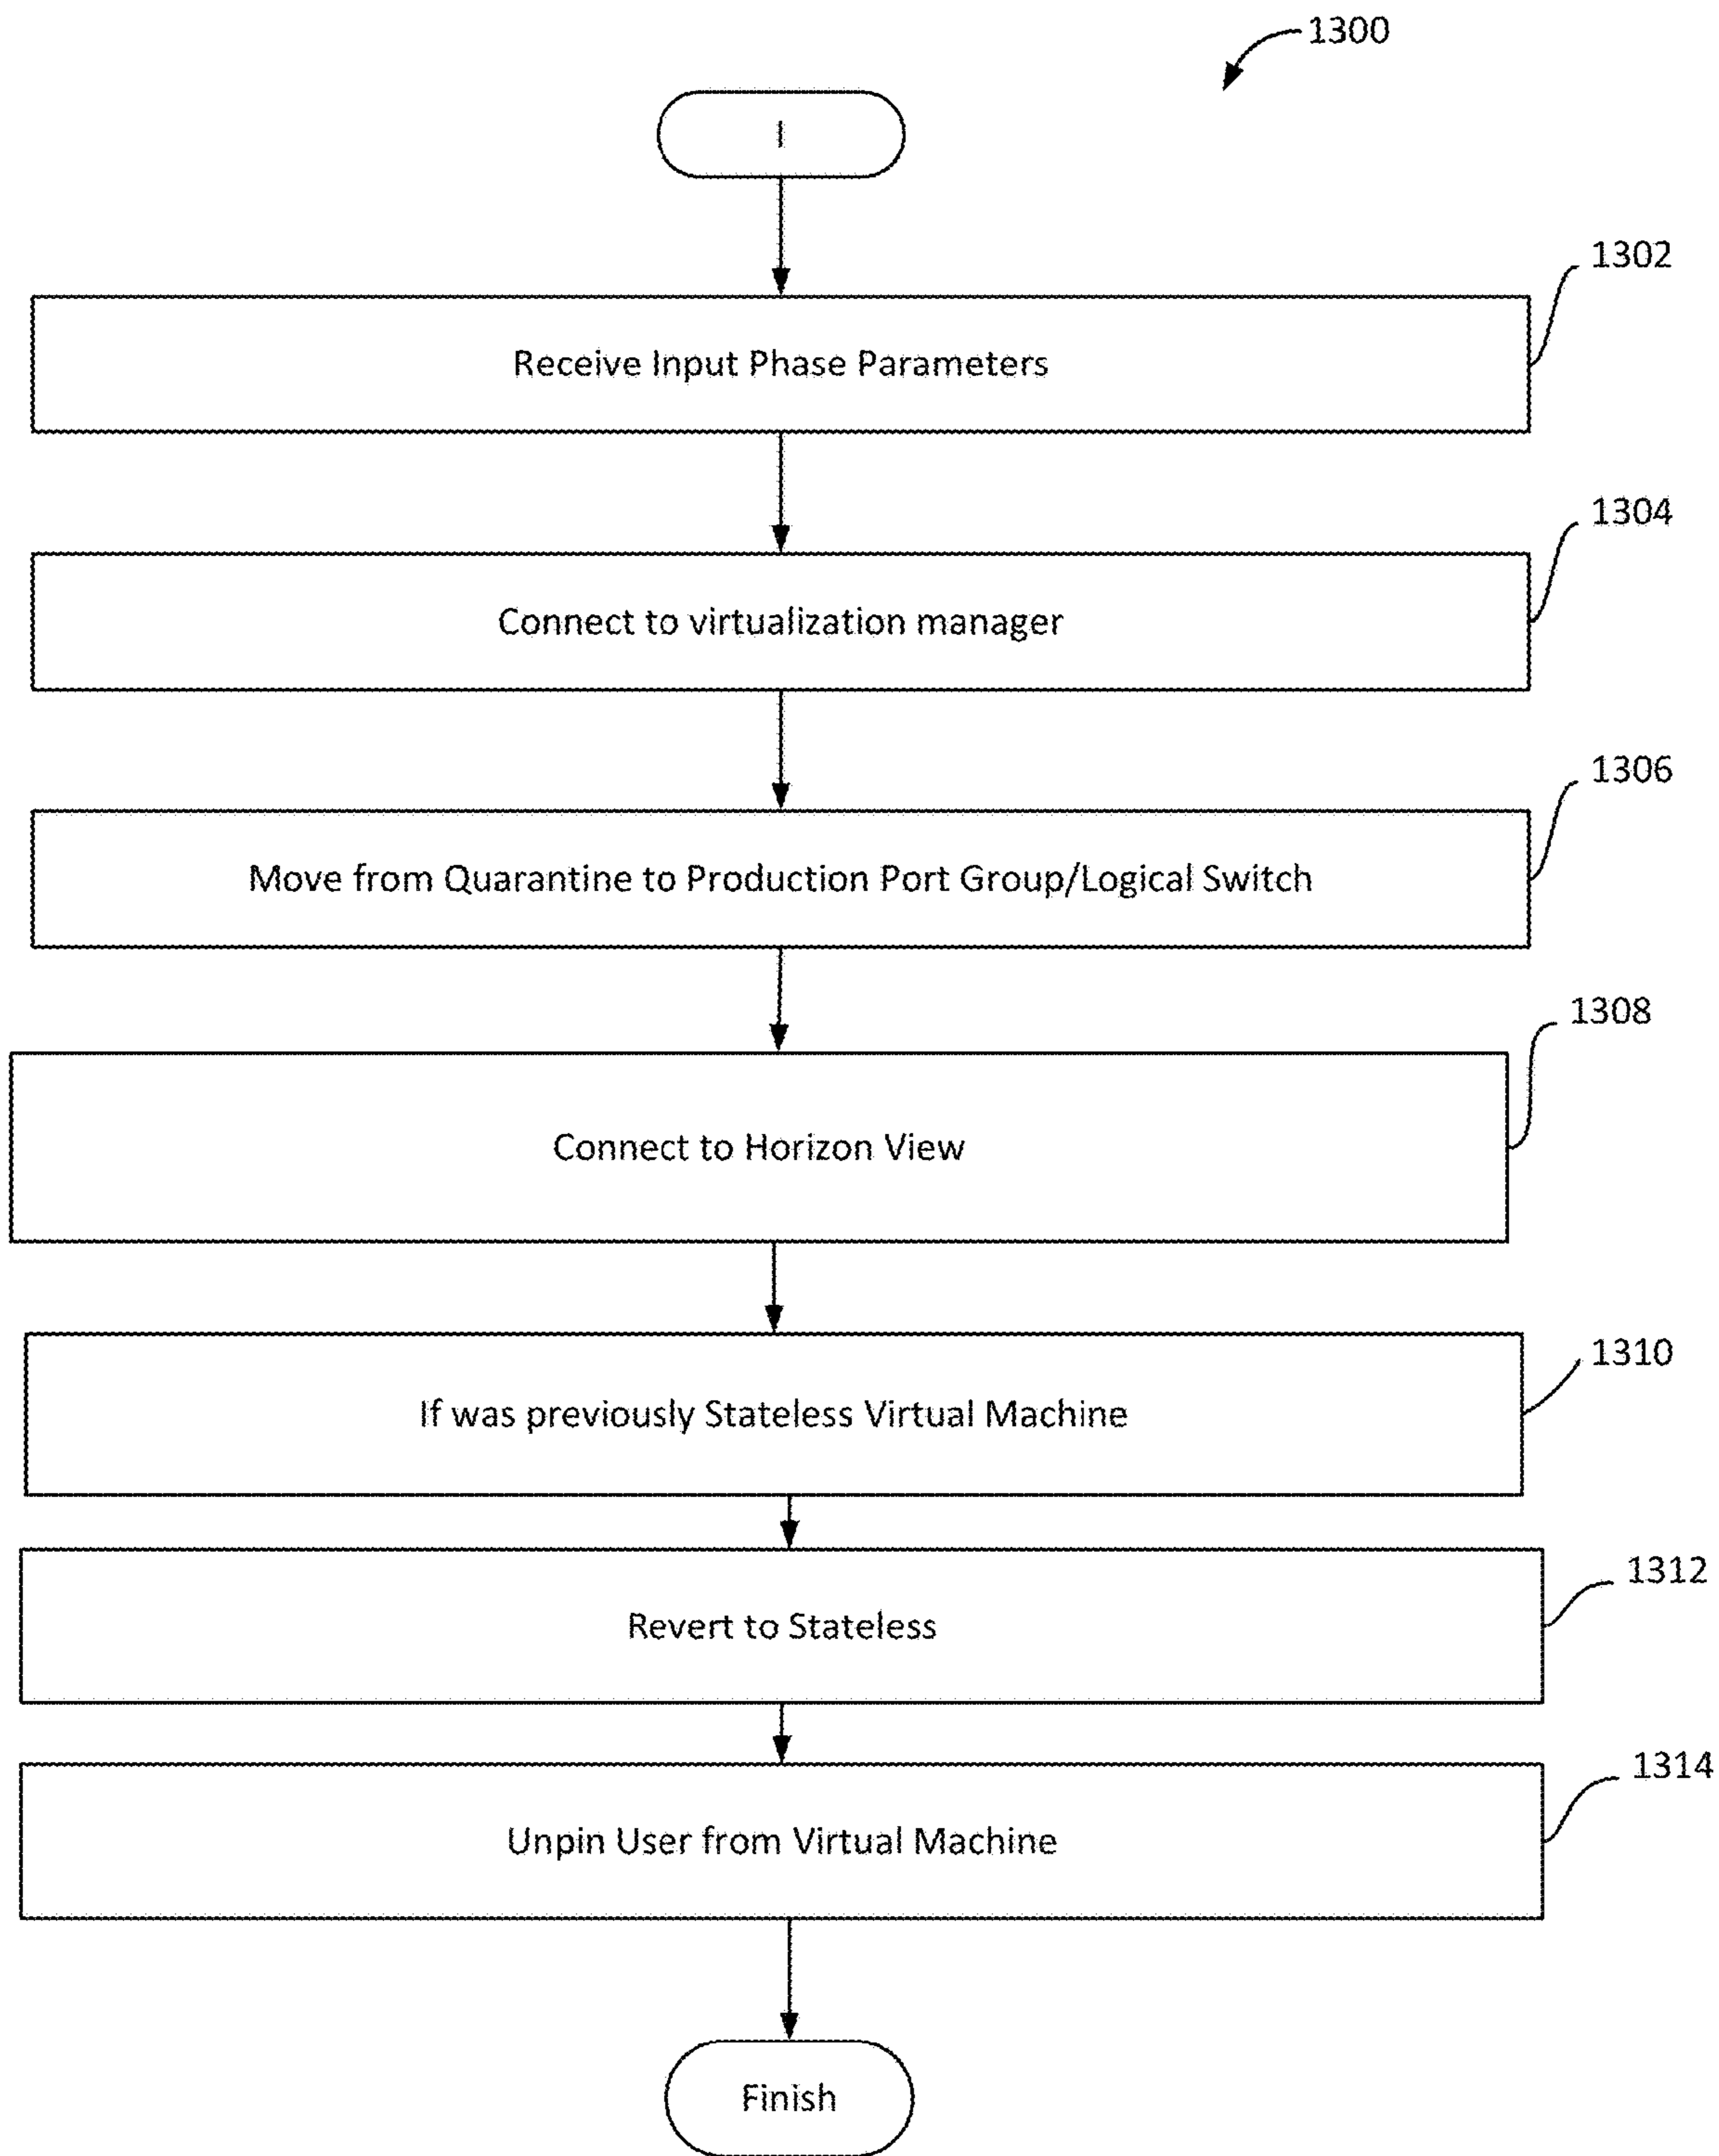 1300
I
1302
Receive Input Phase Parameters
1304
Connect to virtualization manager
1306
Move from Quarantine to Production Port Group/Logical Switch
1308
Connect to Horizon View
1310
If was previously Stateless Virtual Machine
1312
Revert to Stateless
1314
Unpin User from Virtual Machine
Finish